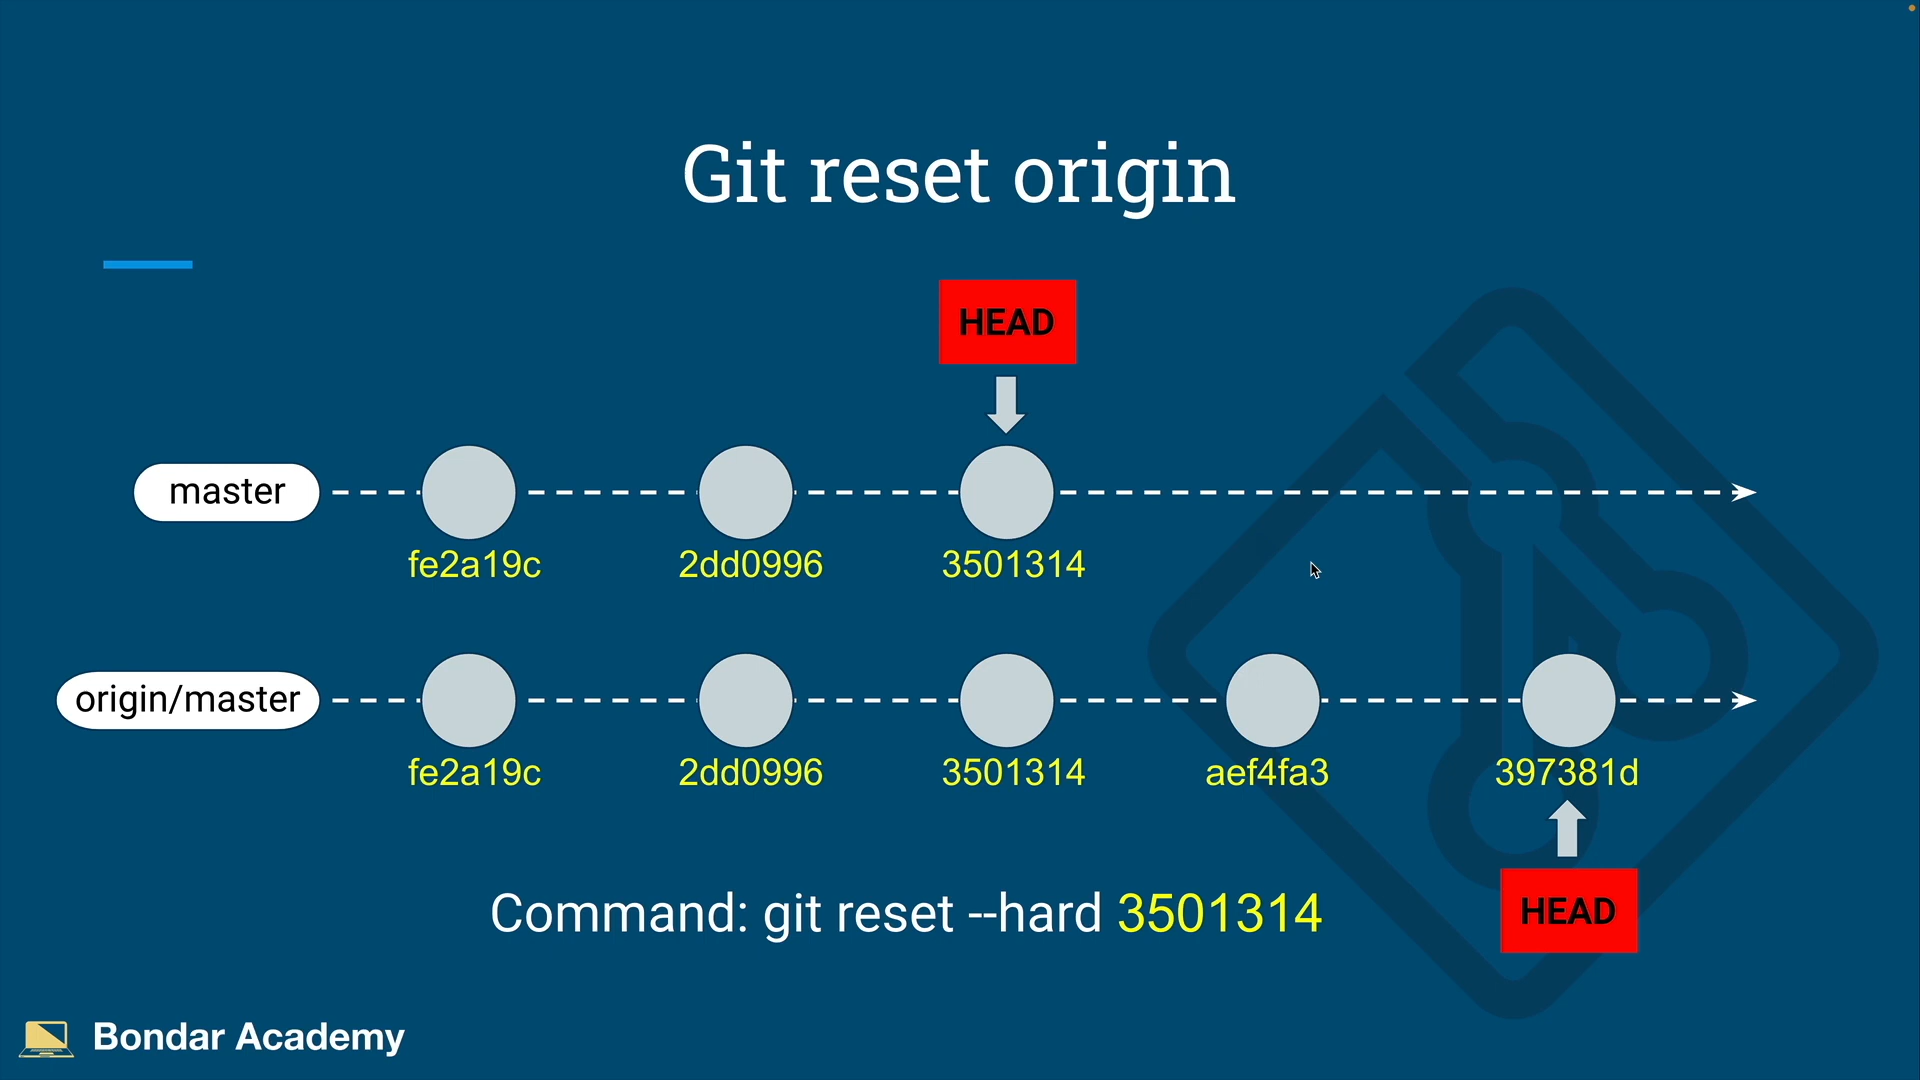 Git reset origin
HEAD
master
fe2a19c
2dd0996
3501314
origin/master
fe2a19c
2dd0996
3501314
aef4fa3
397381d
HEAD
Command: git reset --hard 3501314
Bondar Academy